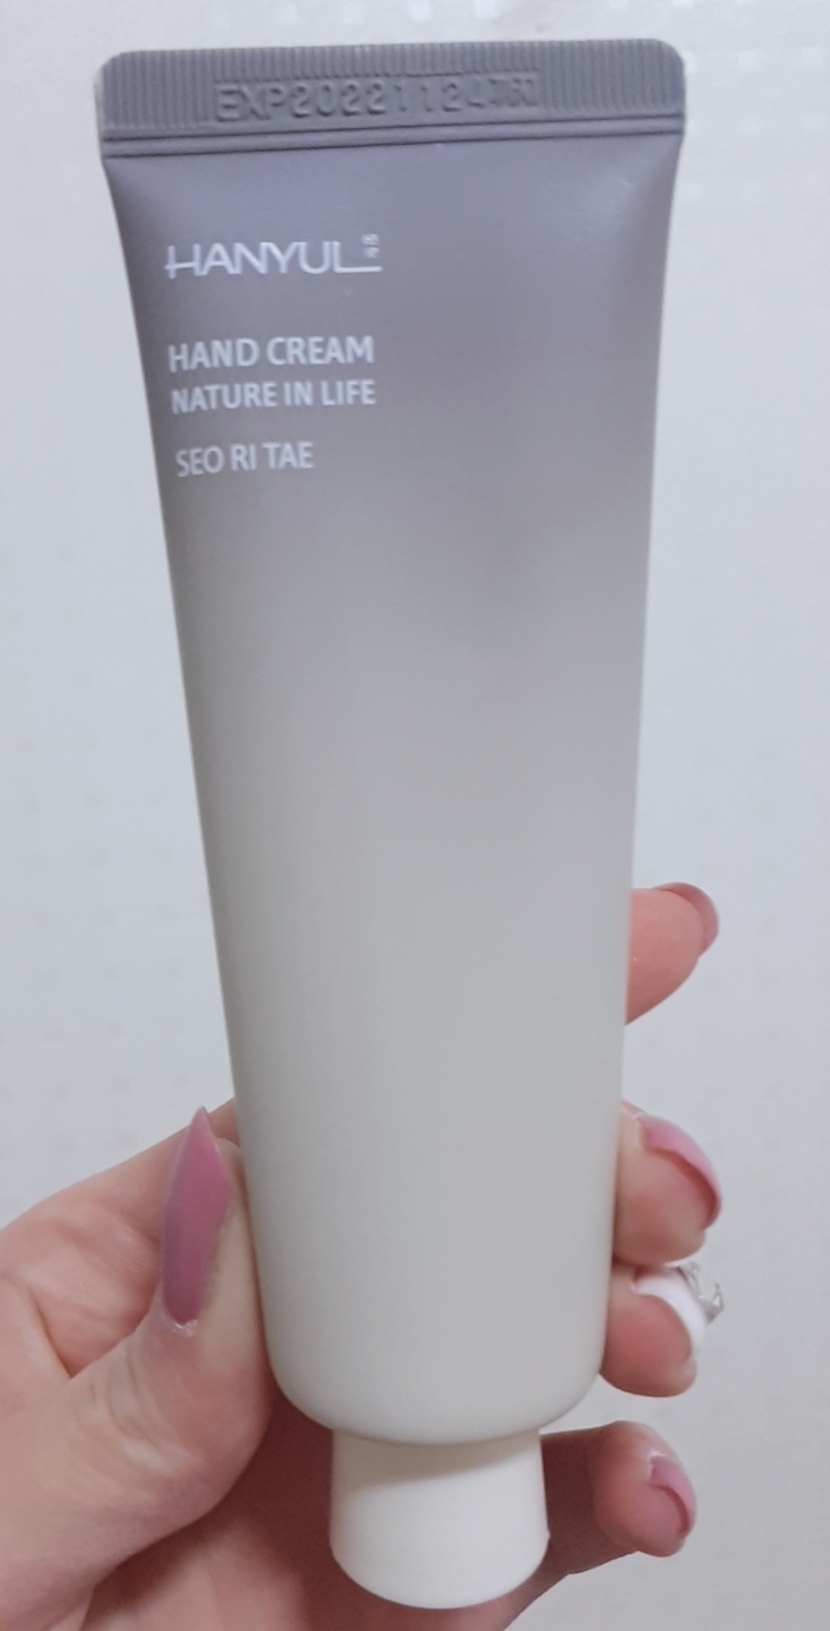 EXP20221124
HANYUL
HAND CREAM
NATURE IN LIFE
SEO RI TAE